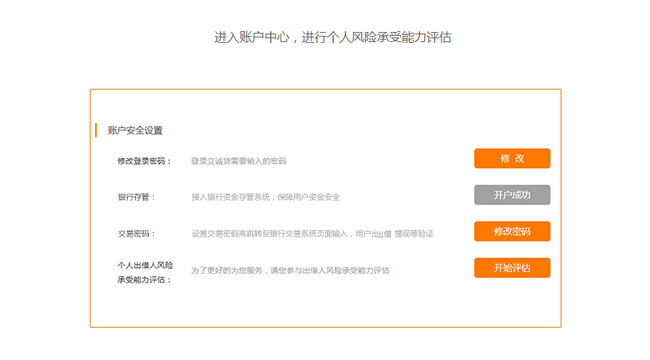 进入账户中心，进行个人风险承受能力评估
账户安全设置
修改登录密码： 登录立诚贷需要输入的密码 修 改
银行存管： 接入银行资金存管系统，保障用户资金安全 开户成功
交易密码： 设置交易密码将跳转至银行交易系统页面输入，用户出出借 提现等验证 修改密码
个人出借人风险
承受能力评估： 为了更好的为您服务，请您参与出借人风险承受能力评估 开始评估